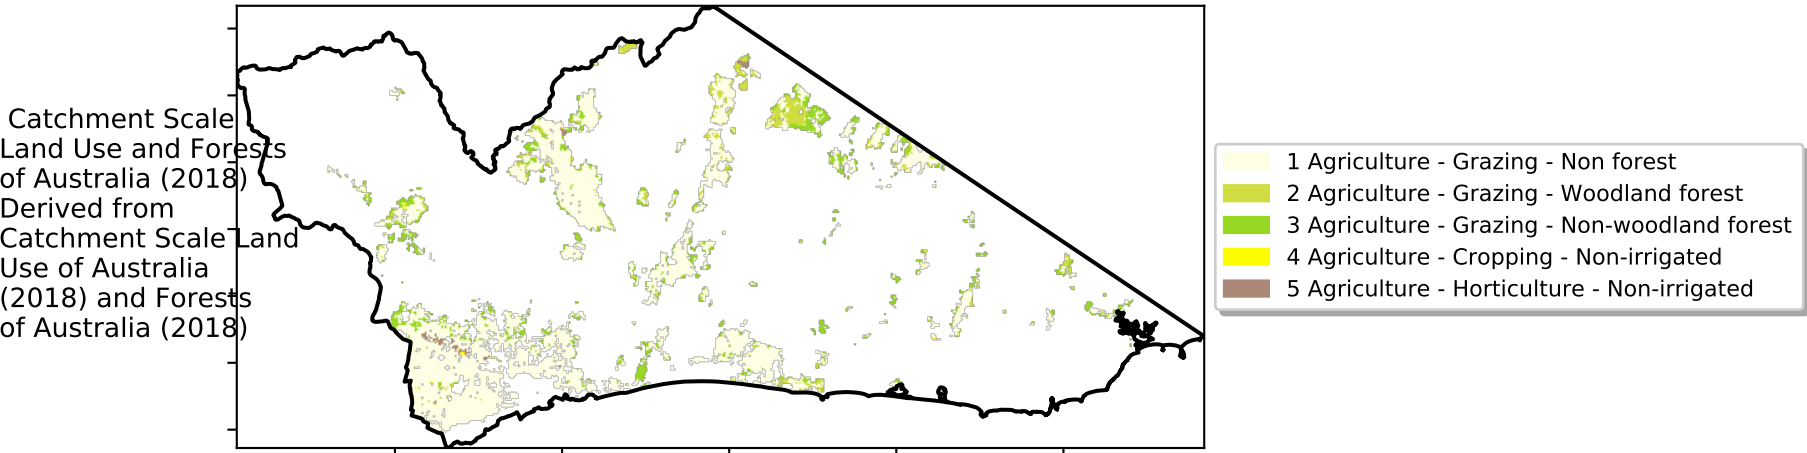 Catchment Scale
Land Use and Forests
of Australia (2018)
Derived from
Catchment Scale Land
Use of Australia
(2018) and Forests
of Australia (2018)
1 Agriculture - Grazing - Non forest
2 Agriculture - Grazing - Woodland forest
3 Agriculture - Grazing - Non-woodland forest
4 Agriculture - Cropping - Non-irrigated
5 Agriculture - Horticulture - Non-irrigated